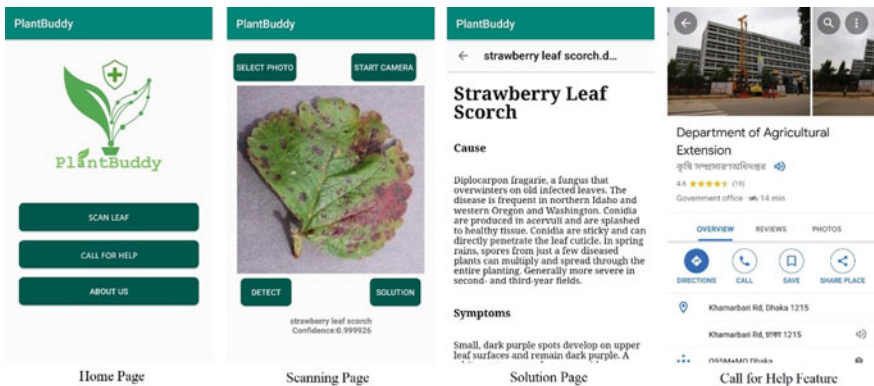 PlantBuddy
PlantBuddy
SCAN LEAF
CALL FOR HELP
ABOUT US
Home Page
PlantBuddy
SELECT PHOTO
START CAMERA
DETECT
SOLUTION
strawberry leaf scorch
Confidence:0.999926
Scanning Page
PlantBuddy
strawberry leaf scorch.d...
Strawberry Leaf
Scorch
Cause
Diplocarpon fragarie, a fungus that
overwinters on old infected leaves. The
disease is frequent in northern Idaho and
western Oregon and Washington. Conidia
are produced in acervuli and are splashed
to healthy tissue. Conidia are sticky and can
directly penetrate the leaf cuticle. In spring
rains, spores from just a few diseased
plants can multiply and spread through the
entire planting. Generally more severe in
second- and third-year fields.
Symptoms
Small, dark purple spots develop on upper
leaf surfaces and remain dark purple. A
Solution Page
Department of Agricultural
Extension
কৃষি সম্প্রসারণ অধিদপ্তর
4.6 (19)
Government office 14 min
OVERVIEW REVIEWS PHOTOS
DIRECTIONS CALL SAVE SHARE PLACE
Khamarbari Rd, Dhaka 1215
Khamarbari Rd, ঢাকা 1215
Call for Help Feature